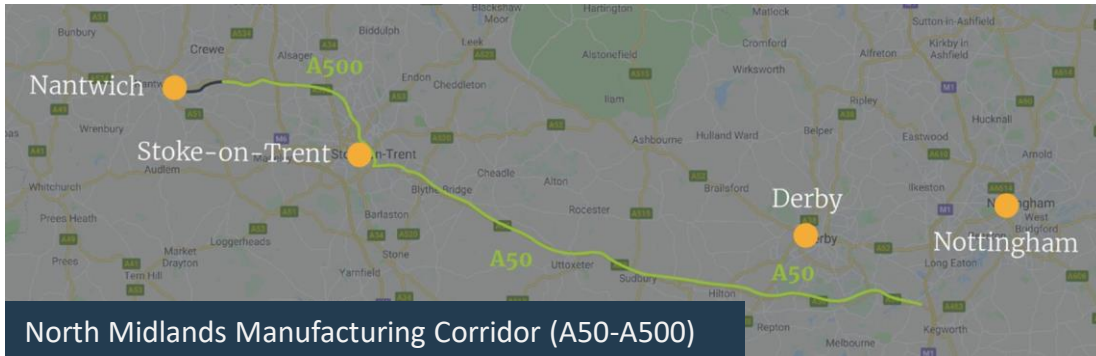 Bunbury
Crewe
Alsager
Biddulph
Blackshaw
Moor
Hartington
Matlock
Sutton-in-Ashfield
Leek
Alstonefield
Cromford
Alfreton
Kirkby in
Ashfield
A500
Nantwich
Endon
Cheddleton
Wirksworth
Ilam
Ripley
Wrenbury
Hucknall
Stoke-on-Trent
Ashbourne
Hulland Ward
Belper
Eastwood
Audlem
Cheadle
Alton
Arnold
Whitchurch
Blythe Bridge
Brailsford
Ilkeston
Derby
Prees Heath
Barlaston
Rocester
West
Bridgford
Loggerheads
Market
Drayton
Stone
Nottingham
Prees
Tern Hill
Yarnfield
A50
Uttoxeter
Sudbury
Hilton
A50
Long Eaton
Repton
Kegworth
Melbourne
North Midlands Manufacturing Corridor (A50-A500)